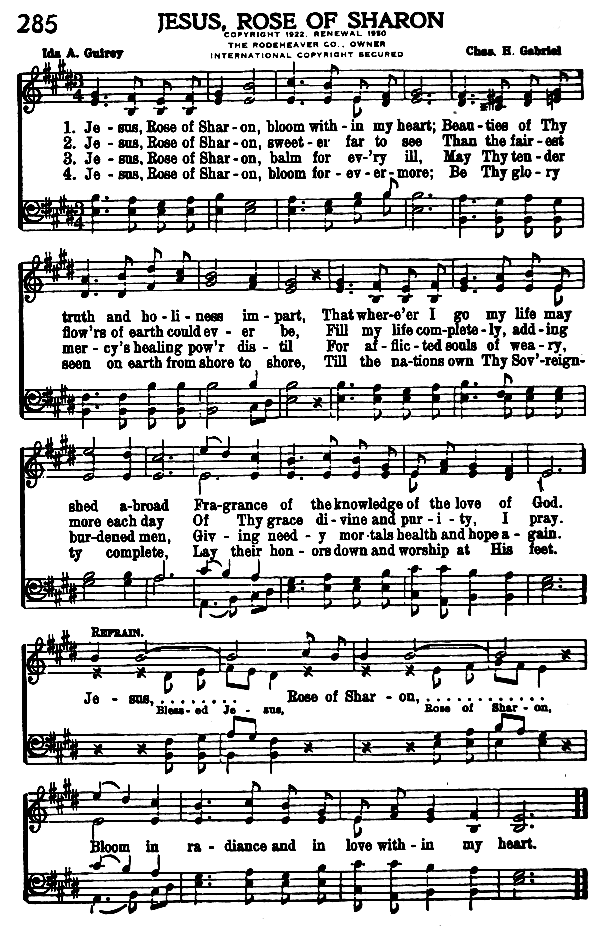 285 JESUS, ROSE OF SHARON
COPYRIGHT 1922. RENEWAL 1950
THE RODEHEAVER CO., OWNER
INTERNATIONAL COPYRIGHT SECURED
Ida A. Guirey
Chas. H. Gabriel
1. Je - sus, Rose of Shar - on, bloom with - in my heart; Beau - ties of Thy
2. Je - sus, Rose of Shar - on, sweet - er far to see Than the fair - est
3. Je - sus, Rose of Shar - on, balm for ev - 'ry ill, May Thy ten - der
4. Je - sus, Rose of Shar - on, bloom for - ev - er - more; Be Thy glo - ry
truth and ho - li - ness im - part, That wher - e'er I go my life may
flow'rs of earth could ev - er be, Fill my life com - plete - ly, add - ing
mer - cy's healing pow'r dis - til For af - flic - ted souls of wea - ry,
seen on earth from shore to shore, Till the na - tions own Thy Sov' - reign-
shed a - broad Fra - grance of the knowledge of the love of God.
more each day Of Thy grace di - vine and pur - i - ty, I pray.
bur - dened men, Giv - ing need - y mor - tals health and hope a - gain.
ty complete, Lay their hon - ors down and worship at His feet.
REFRAIN.
Je - sus, . . . . . . . . . Rose of Shar - on, . . . . . . . . . .
Bless - ed Je - sus, Rose of Shar - on,
Bloom in ra - diance and in love with - in my heart.